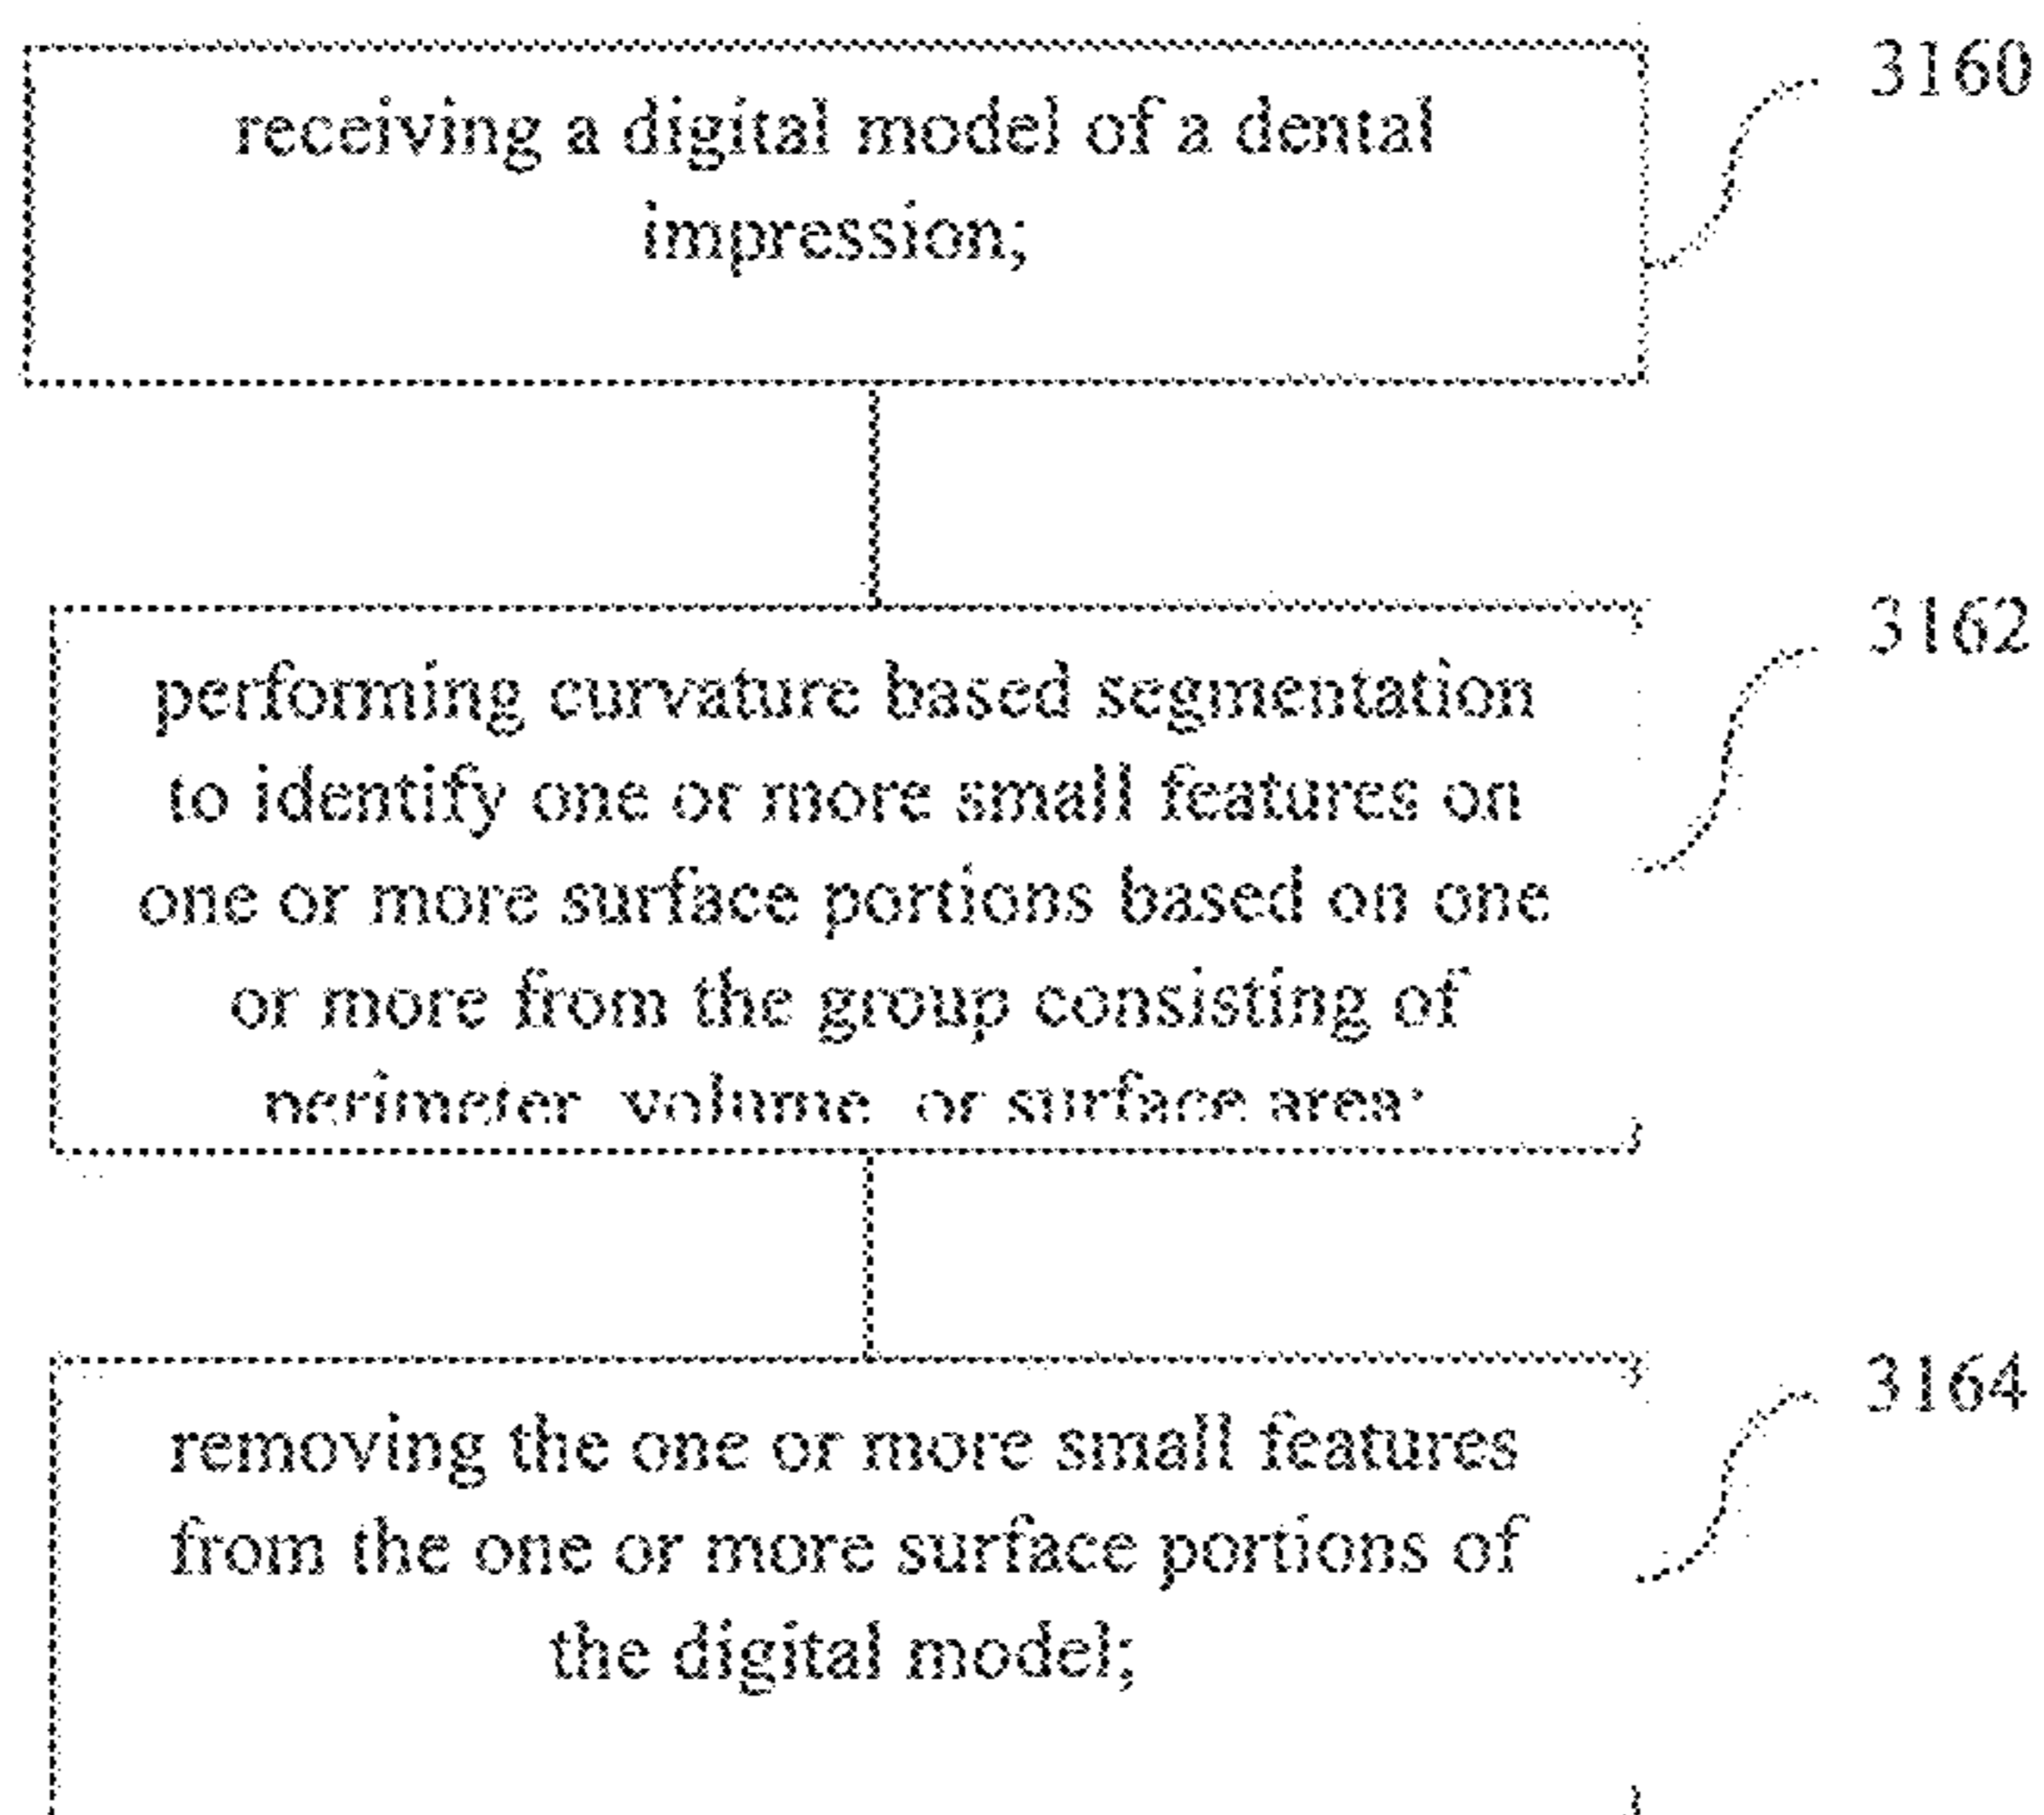 receiving a digital model of a dental
impression;
3160
performing curvature based segmentation
to identify one or more small features on
one or more surface portions based on one
or more from the group consisting of
perimeter, volume, or surface area;
3162
removing the one or more small features
from the one or more surface portions of
the digital model;
3164